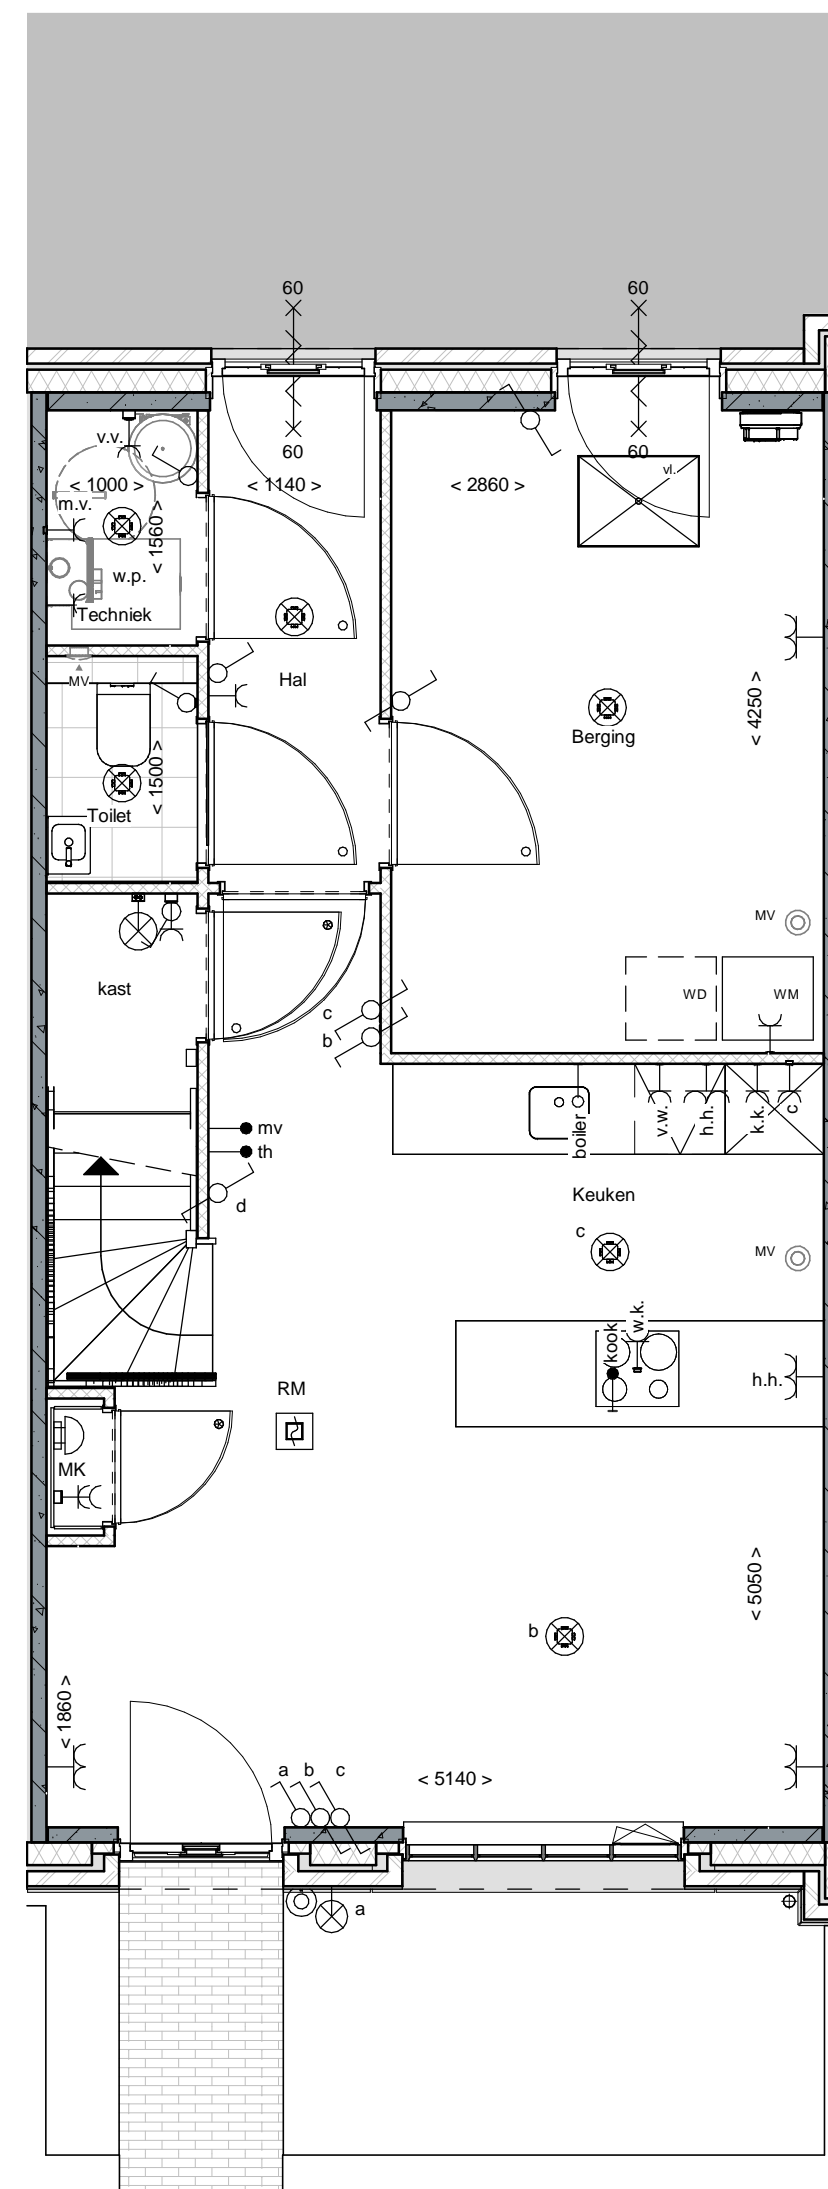 60
60
60
60
v.v.
vl.
< 1000 >
< 1140 >
< 2860 >
m.v.
< 1560 >
w.p.
Techniek
MV
Hal
< 4250 >
Berging
< 1500 >
Toilet
MV
kast
WD
WM
c
b
mv
th
d
boiler
v.w.
h.h.
k.k.
c
Keuken
c
MV
kook
w.k.
h.h.
RM
MK
< 5050 >
b
< 1860 >
a
b
c
< 5140 >
a